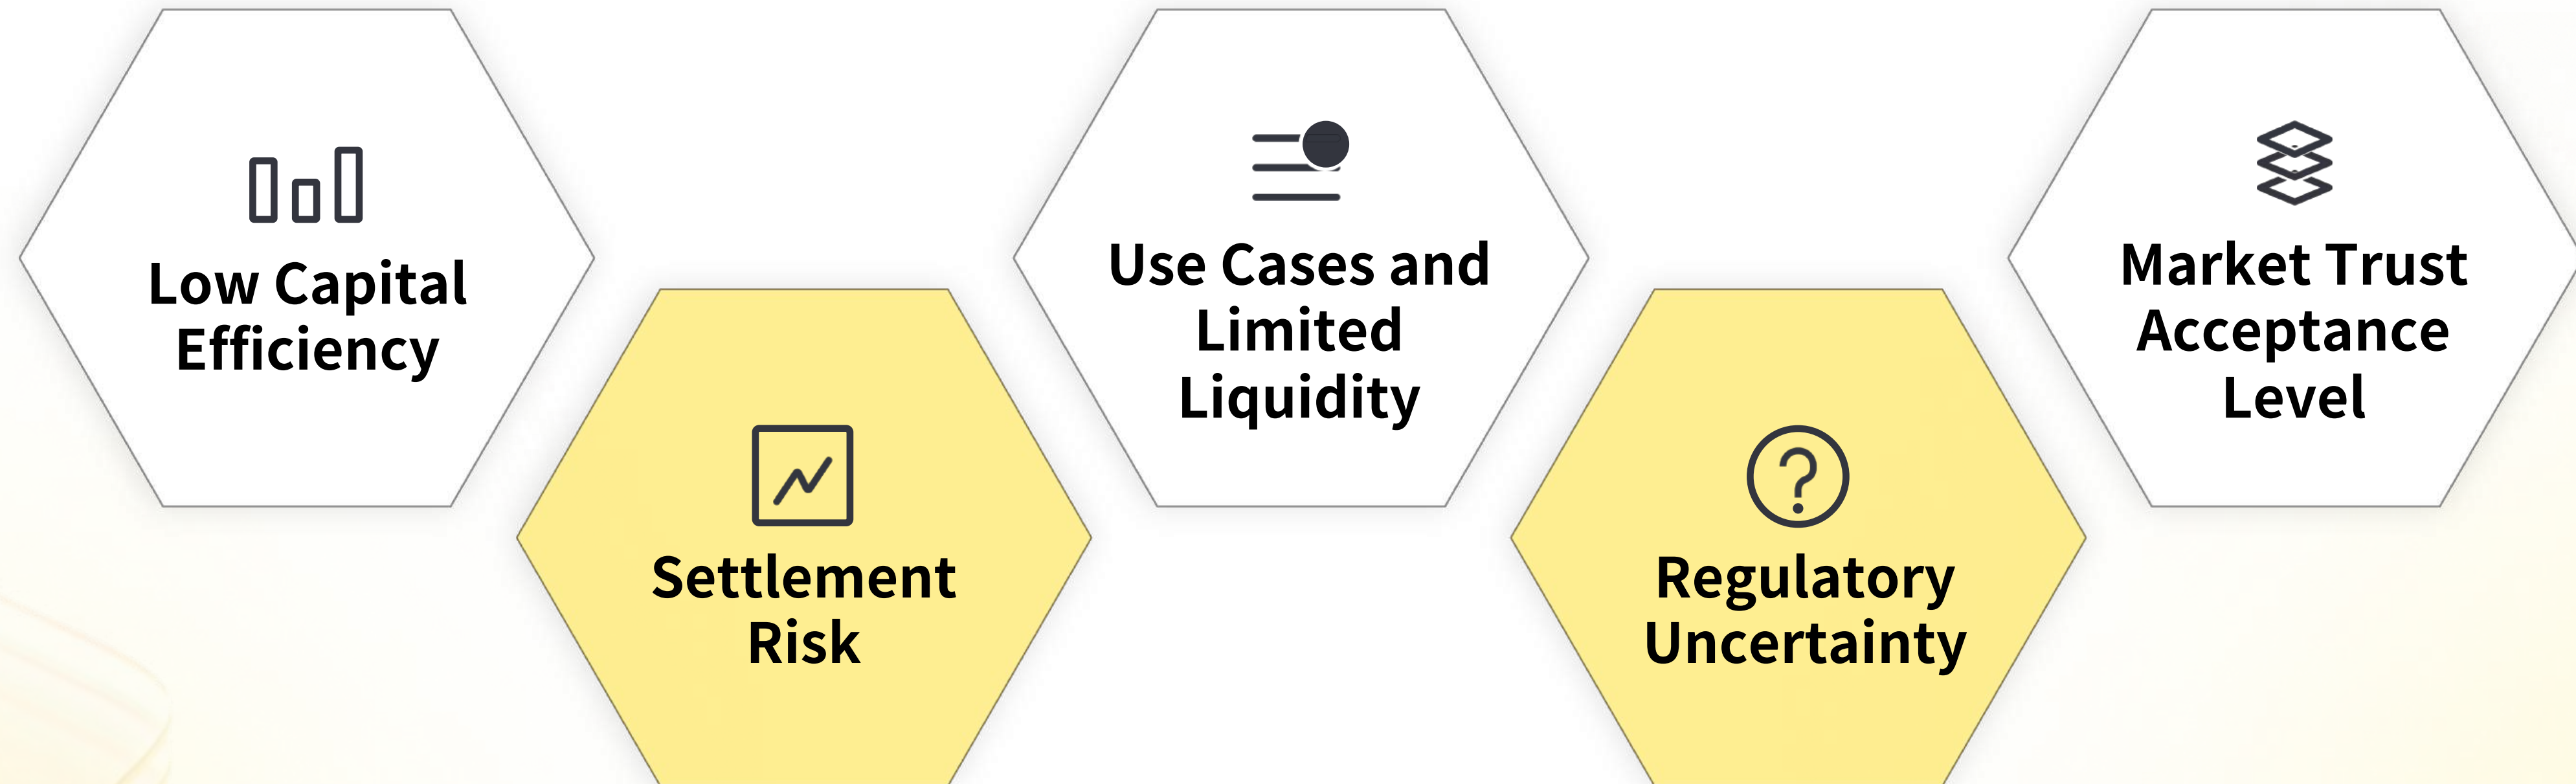 Low Capital
Efficiency
Settlement
Risk
Use Cases and
Limited
Liquidity
Regulatory
Uncertainty
Market Trust
Acceptance
Level